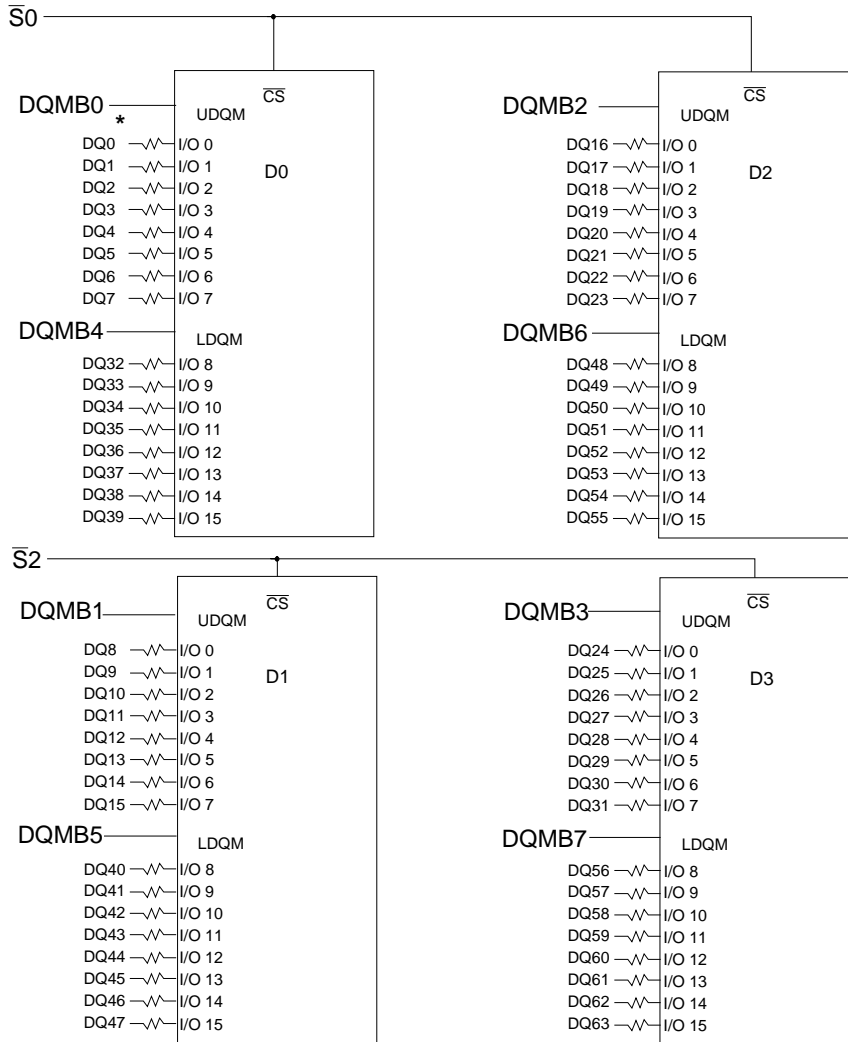 S̅0
C̅S̅
DQMB0
UDQM
*
DQ0 I/O 0
DQ1 I/O 1
D0
DQ2 I/O 2
DQ3 I/O 3
DQ4 I/O 4
DQ5 I/O 5
DQ6 I/O 6
DQ7 I/O 7
DQMB4
LDQM
DQ32 I/O 8
DQ33 I/O 9
DQ34 I/O 10
DQ35 I/O 11
DQ36 I/O 12
DQ37 I/O 13
DQ38 I/O 14
DQ39 I/O 15
C̅S̅
DQMB2
UDQM
DQ16 I/O 0
DQ17 I/O 1
D2
DQ18 I/O 2
DQ19 I/O 3
DQ20 I/O 4
DQ21 I/O 5
DQ22 I/O 6
DQ23 I/O 7
DQMB6
LDQM
DQ48 I/O 8
DQ49 I/O 9
DQ50 I/O 10
DQ51 I/O 11
DQ52 I/O 12
DQ53 I/O 13
DQ54 I/O 14
DQ55 I/O 15
S̅2
C̅S̅
DQMB1
UDQM
DQ8 I/O 0
DQ9 I/O 1
D1
DQ10 I/O 2
DQ11 I/O 3
DQ12 I/O 4
DQ13 I/O 5
DQ14 I/O 6
DQ15 I/O 7
DQMB5
LDQM
DQ40 I/O 8
DQ41 I/O 9
DQ42 I/O 10
DQ43 I/O 11
DQ44 I/O 12
DQ45 I/O 13
DQ46 I/O 14
DQ47 I/O 15
C̅S̅
DQMB3
UDQM
DQ24 I/O 0
DQ25 I/O 1
D3
DQ26 I/O 2
DQ27 I/O 3
DQ28 I/O 4
DQ29 I/O 5
DQ30 I/O 6
DQ31 I/O 7
DQMB7
LDQM
DQ56 I/O 8
DQ57 I/O 9
DQ58 I/O 10
DQ59 I/O 11
DQ60 I/O 12
DQ61 I/O 13
DQ62 I/O 14
DQ63 I/O 15